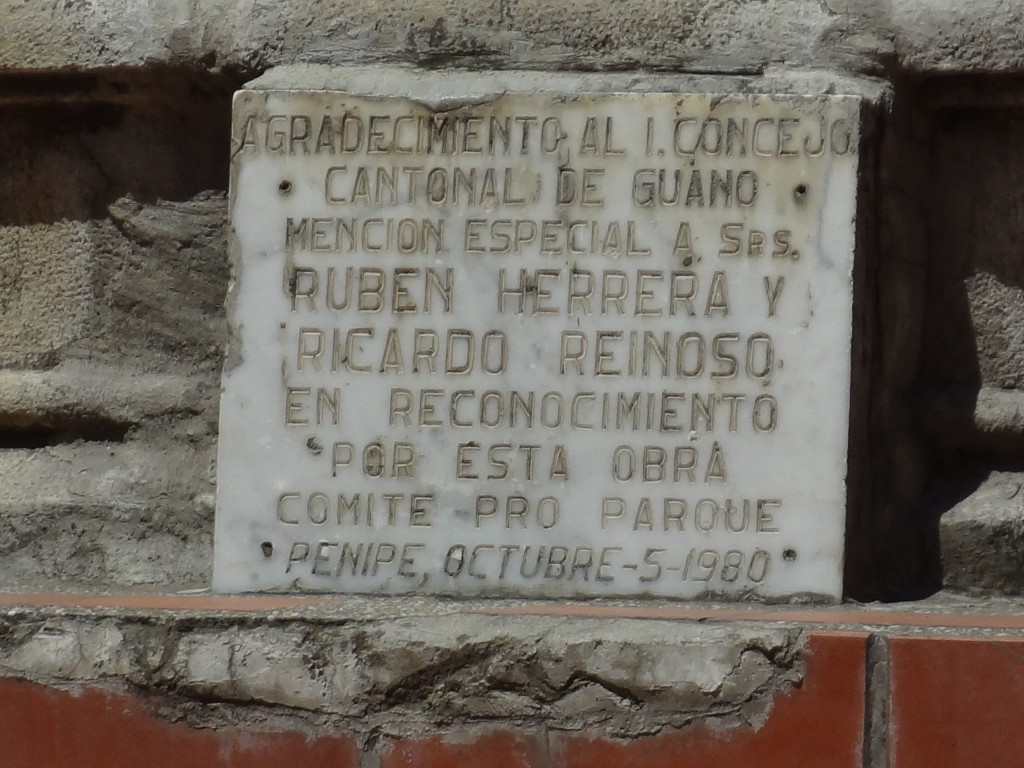 AGRADECIMIENTO AL I. CONCEJO
CANTONAL DE GUANO
MENCION ESPECIAL A SRS.
RUBEN HERRERA Y
RICARDO REINOSO
EN RECONOCIMIENTO
POR ESTA OBRA
COMITE PRO PARQUE
PENIPE, OCTUBRE-5-1980